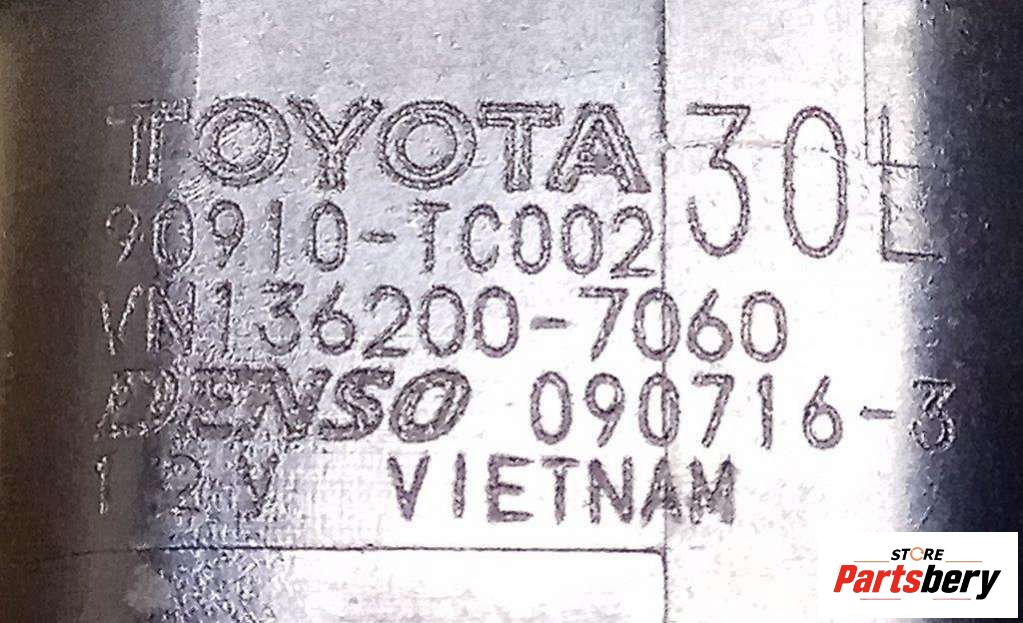 TOYOTA 30L
90910-TC002
VN136200-7060
DENSO 090716-3
12V VIETNAM
STORE
Partsbery